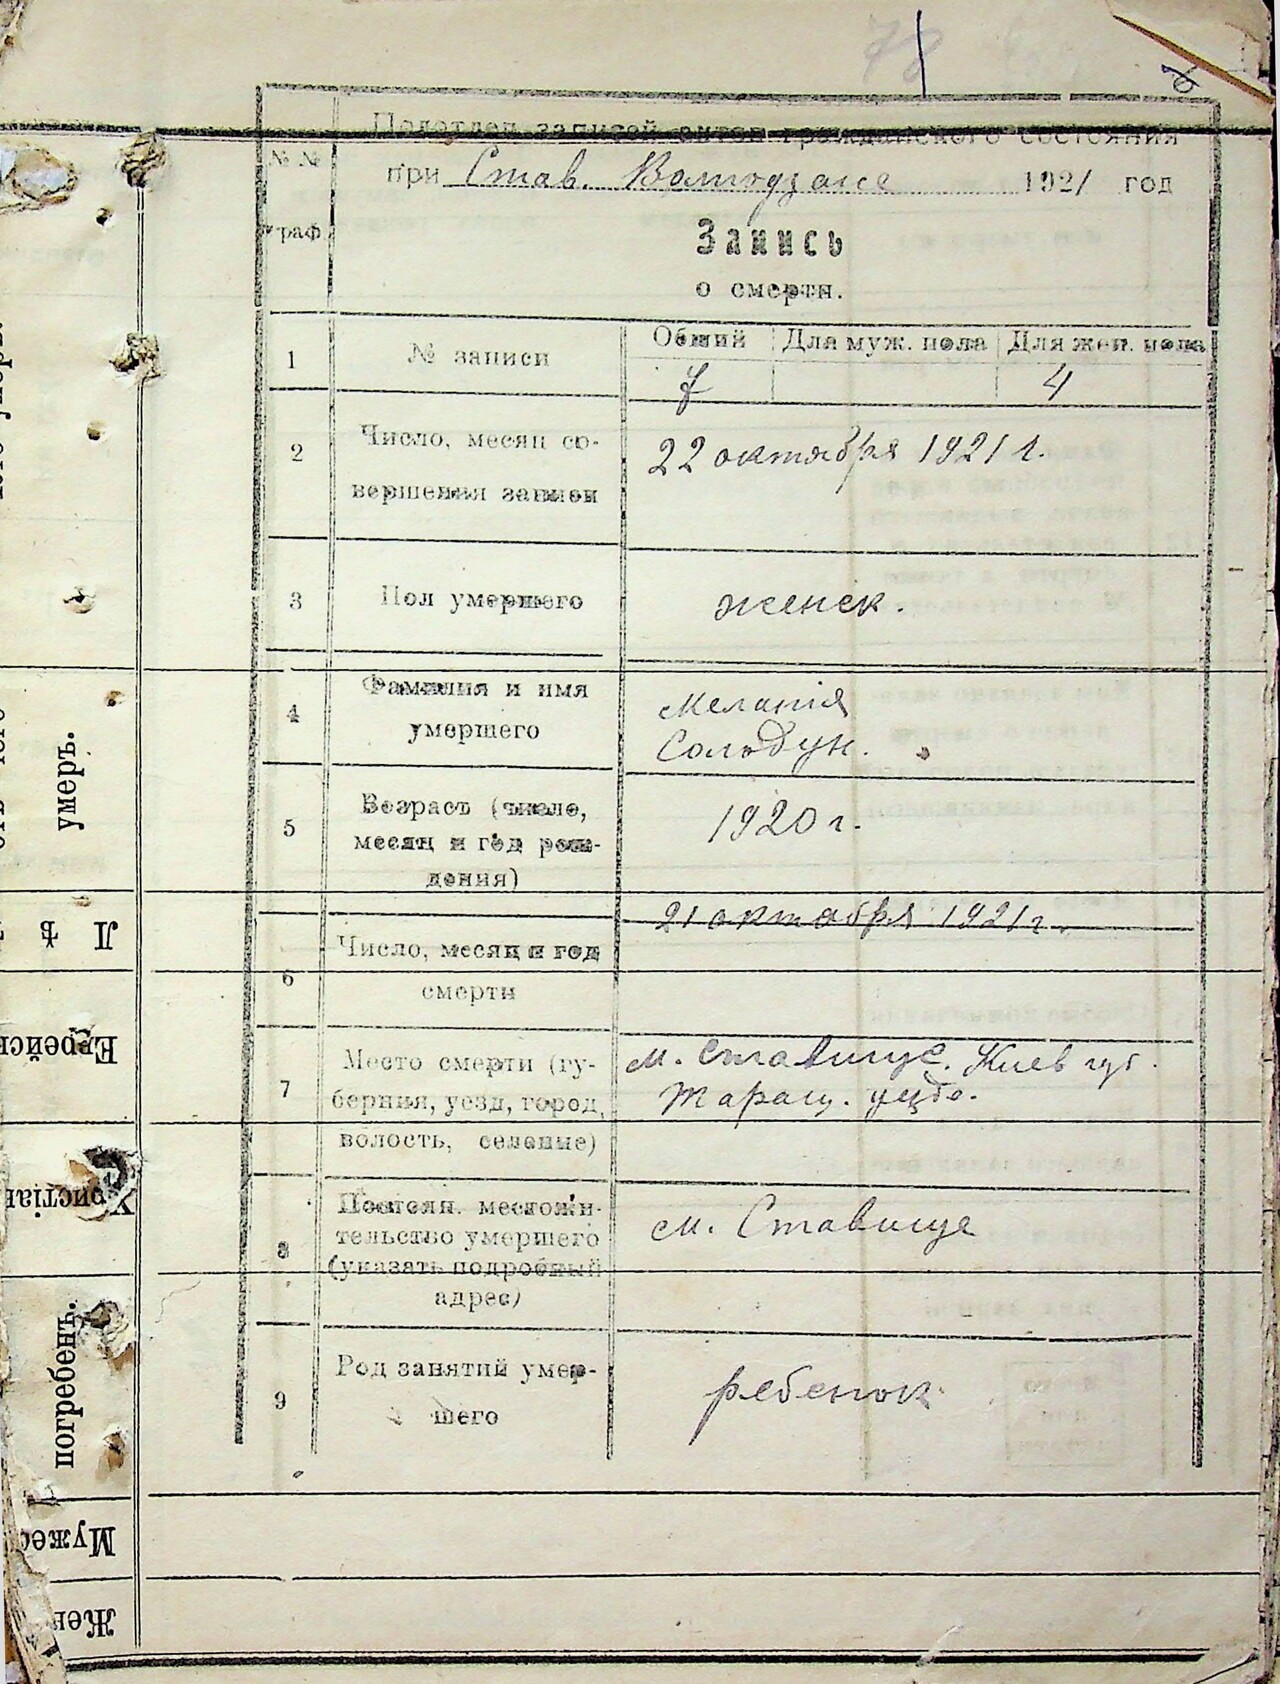 78
Подотдел записей актов гражданского состояния
№ №
граф
при Став. Волиздзаге 1921 год
Запись
о смерти.
1 № записи
Общий Для муж. пола Для жен. пола
7 4
2 Число, месяц со-
вершения записи
22 октября 1921 г.
3 Пол умершего
женск.
4 Фамилия и имя
умершего
Мелания
Солодун.
5 Возраст (число,
месяц и год рож-
дения)
1920 г.
6 Число, месяц и год
смерти
21 октября 1921 г.
7 Место смерти (гу-
берния, уезд, город,
волость, селение)
м. Ставище. Киев губ.
Таращ. уезд.
8 Постоян. местожи-
тельство умершего
(указать подробный
адрес)
м. Ставище
9 Род занятий умер-
шего
ребенок
умеръ.
Л Ѣ
Еврейс
Христіан
погребенъ.
Мужес
Жен